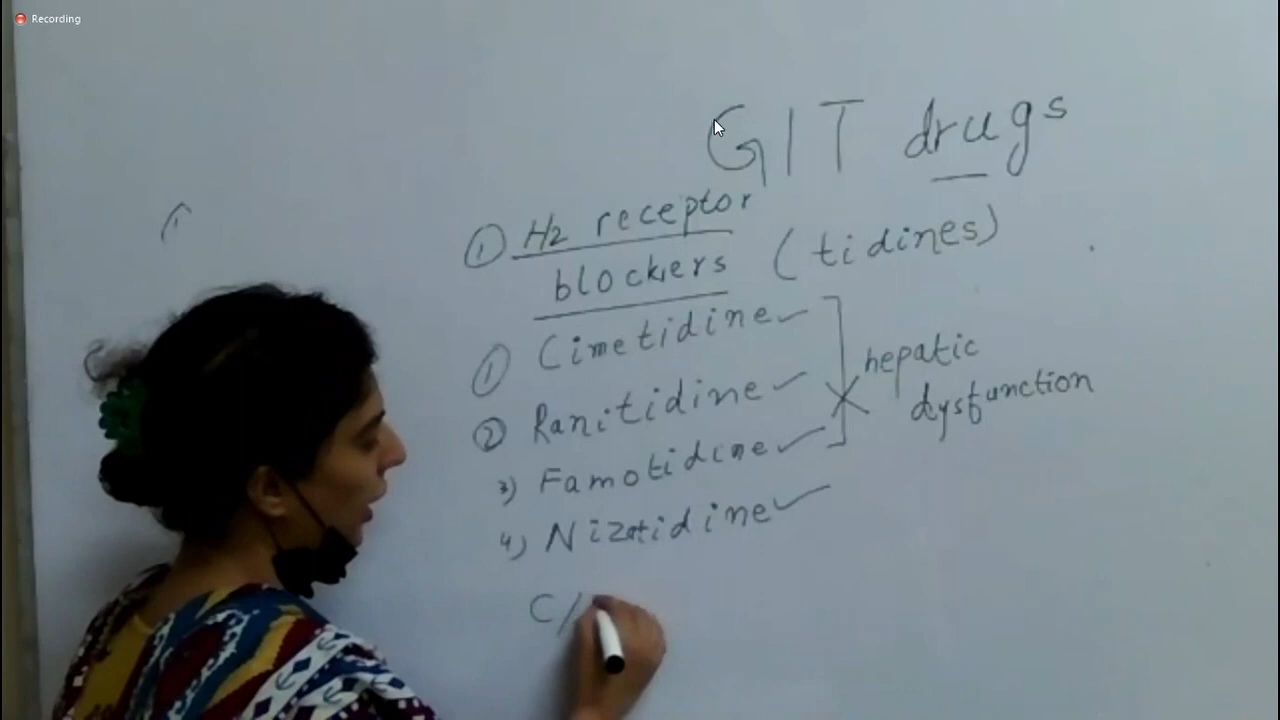 Recording
GIT drugs
① H2 receptor
blockers (tidines)
① Cimetidine ✓
② Ranitidine ✓
3) Famotidine ✓
4) Nizatidine ✓
hepatic
dysfunction
C/